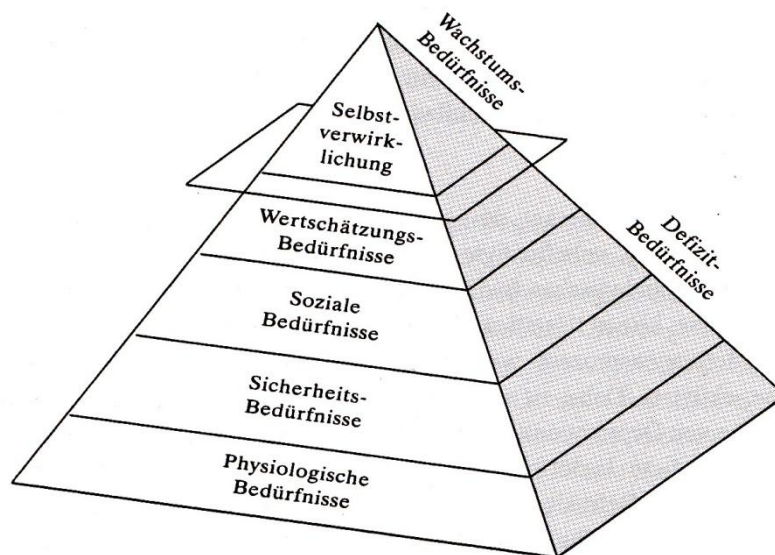 Wachstums-
Bedürfnisse
Selbst-
verwirk-
lichung
Defizit-
Bedürfnisse
Wertschätzungs-
Bedürfnisse
Soziale
Bedürfnisse
Sicherheits-
Bedürfnisse
Physiologische
Bedürfnisse